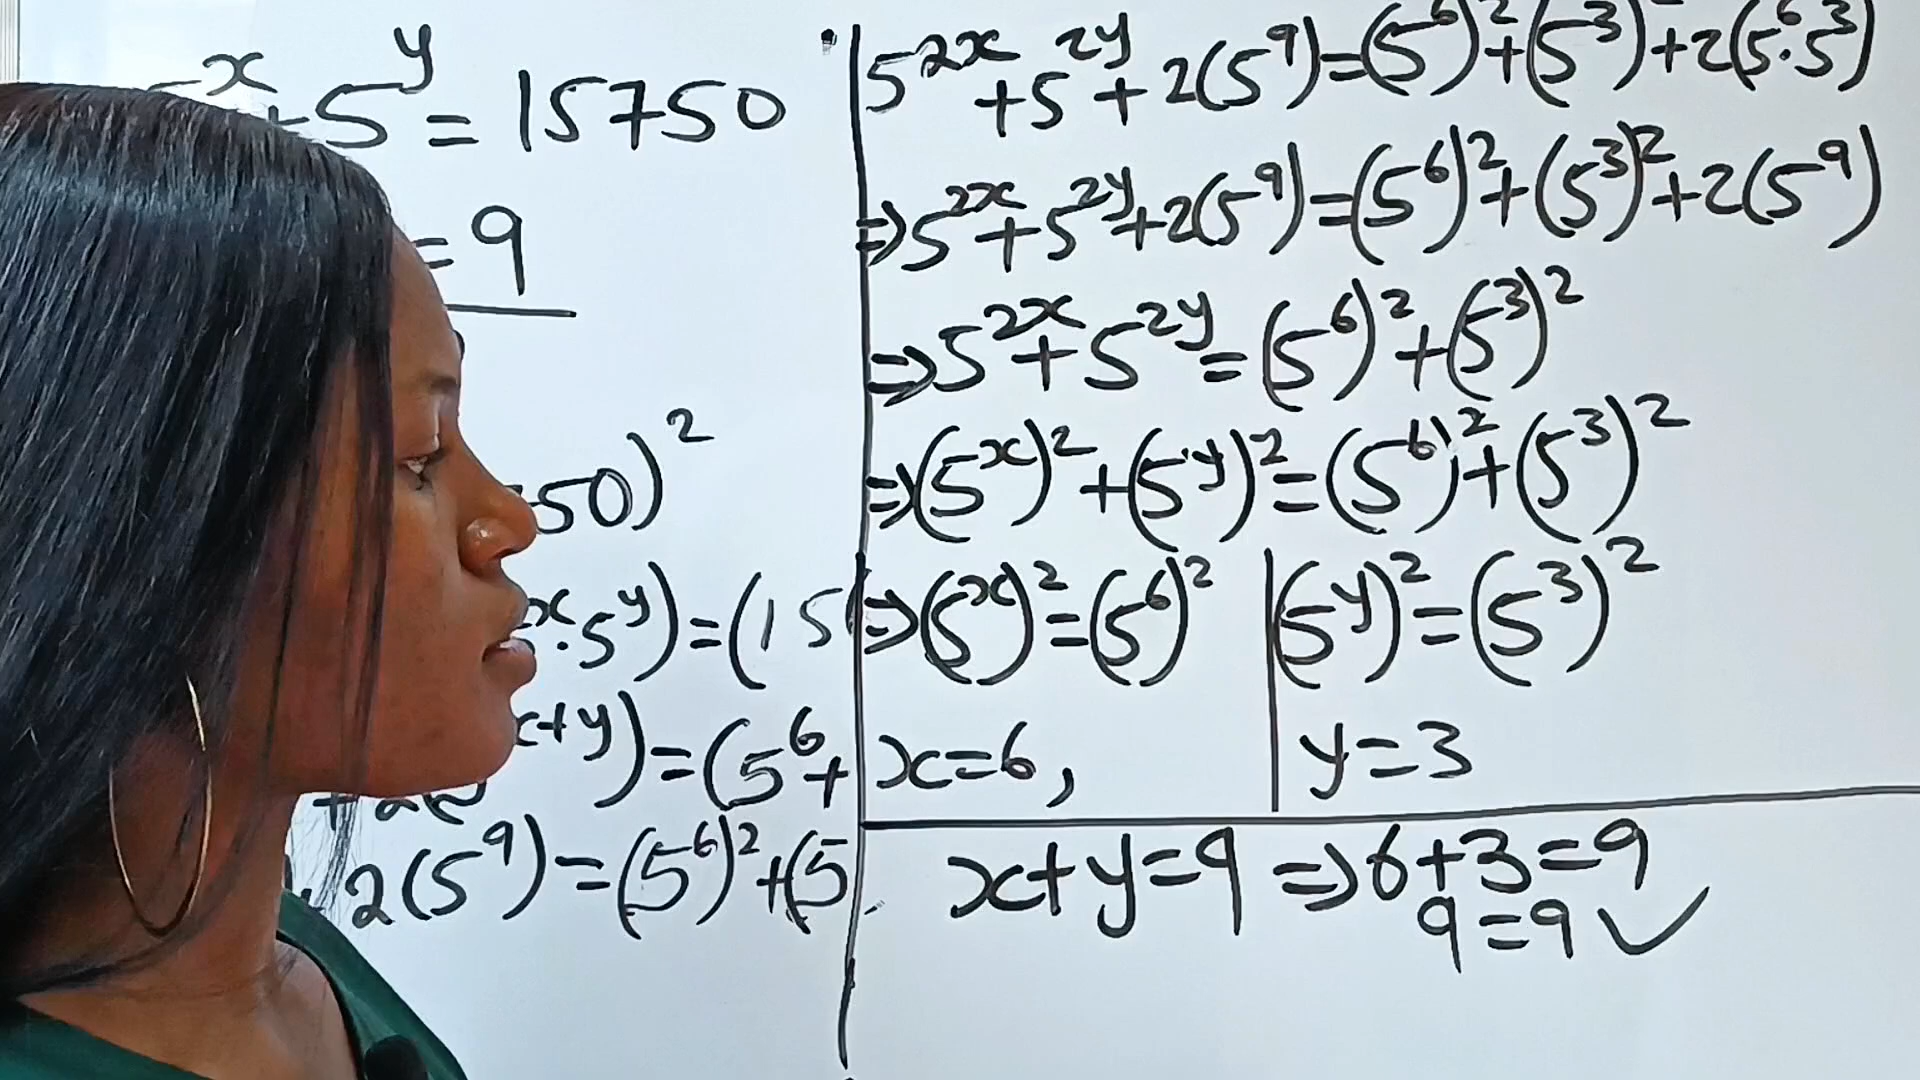 x + 5^y = 15750
= 9
50)^2
x · 5^y) = (15
x+y) = (5^6 +
2(5^9) = (5^6)^2 + (5
5^2x + 5^2y + 2(5^9) = (5^6)^2 + (5^3) + 2(5^6 · 5^3)
⇒ 5^2x + 5^2y + 2(5^9) = (5^6)^2 + (5^3)^2 + 2(5^9)
⇒ 5^2x + 5^2y = (5^6)^2 + (5^3)^2
⇒ (5^x)^2 + (5^y)^2 = (5^6)^2 + (5^3)^2
⇒ (5^x)^2 = (5^6)^2 | (5^y)^2 = (5^3)^2
x = 6, | y = 3
x + y = 9 ⇒ 6 + 3 = 9
9 = 9 ✓